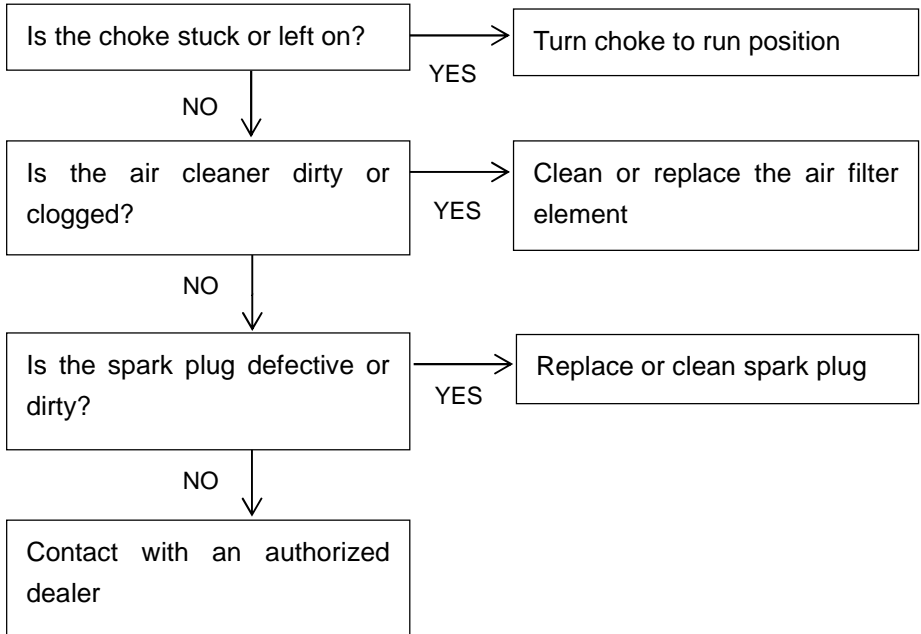 Is the choke stuck or left on?
YES
Turn choke to run position
NO
Is the air cleaner dirty or
clogged?
YES
Clean or replace the air filter
element
NO
Is the spark plug defective or
dirty?
YES
Replace or clean spark plug
NO
Contact with an authorized
dealer